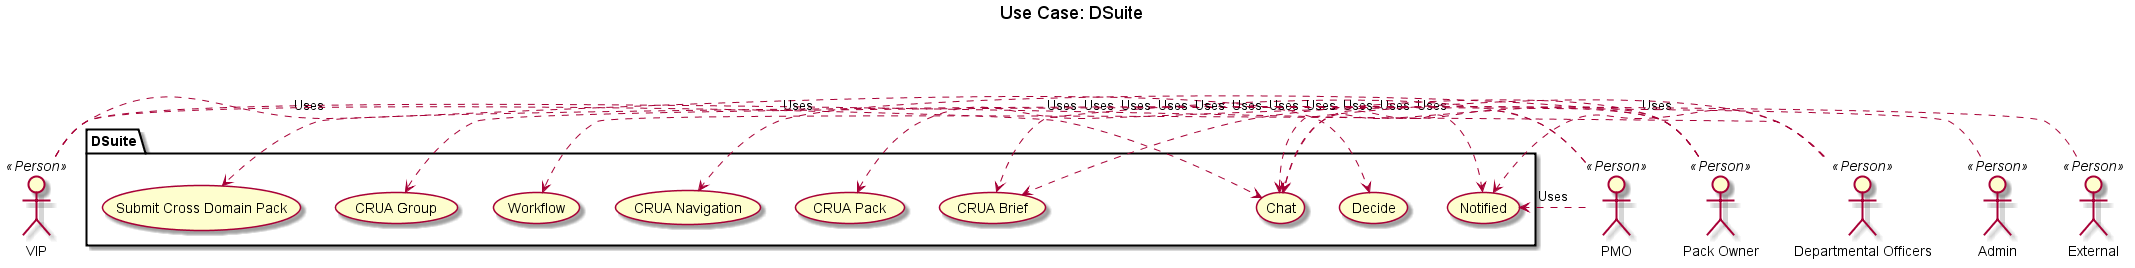 Use Case: DSuite
Uses Uses Uses Uses Uses Uses Uses Uses Uses Uses Uses Uses Uses Uses
DSuite
«Person» «Person» «Person» «Person» «Person» «Person»
Uses
Submit Cross Domain Pack CRUA Group Workflow CRUA Navigation CRUA Pack CRUA Brief Chat Decide Notified
VIP PMO Pack Owner Departmental Officers Admin External